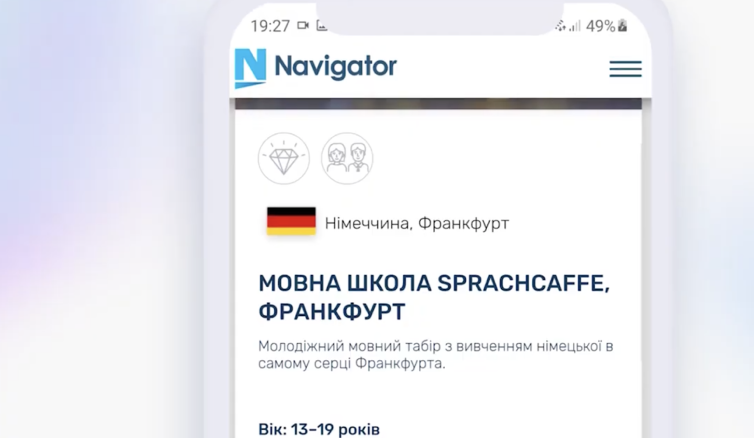 19:27 49%
Navigator
Німеччина, Франкфурт
МОВНА ШКОЛА SPRACHCAFFE,
ФРАНКФУРТ
Молодіжний мовний табір з вивченням німецької в
самому серці Франкфурта.
Вік: 13–19 років